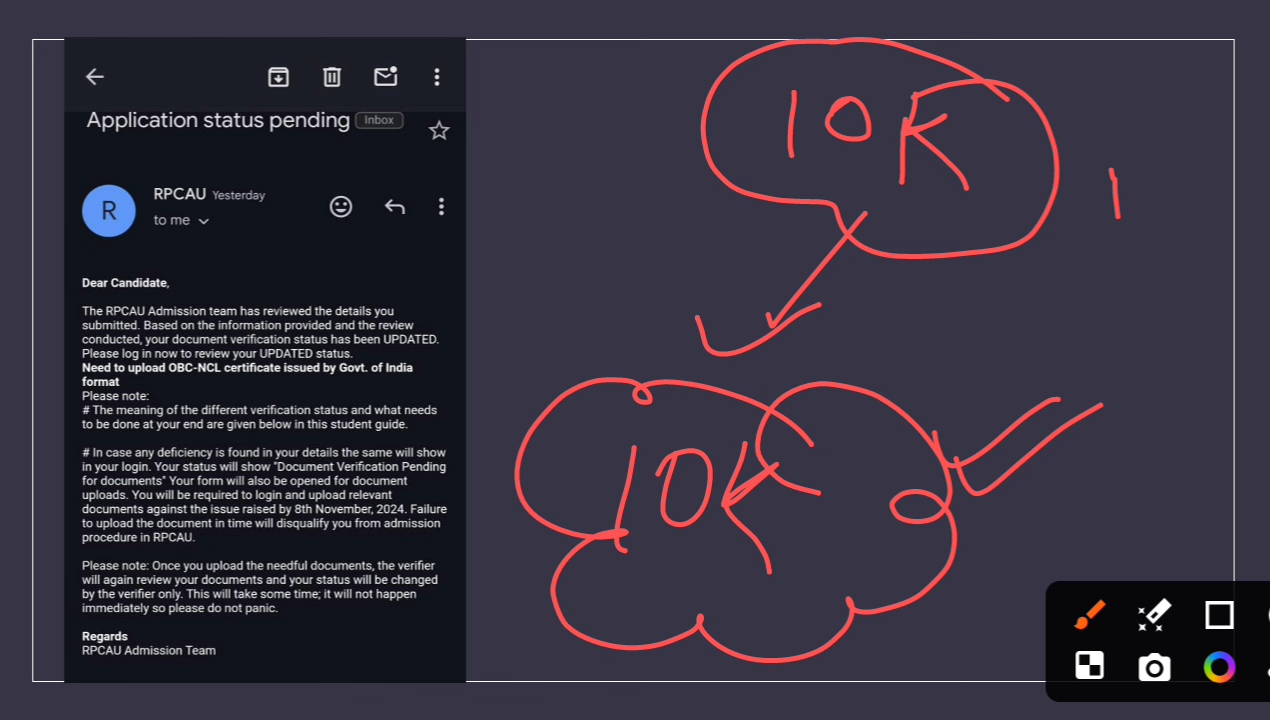 Application status pending Inbox
R
RPCAU Yesterday
to me
Dear Candidate,
The RPCAU Admission team has reviewed the details you
submitted. Based on the information provided and the review
conducted, your document verification status has been UPDATED.
Please log in now to review your UPDATED status.
Need to upload OBC-NCL certificate issued by Govt. of India
format
Please note:
# The meaning of the different verification status and what needs
to be done at your end are given below in this student guide.
# In case any deficiency is found in your details the same will show
in your login. Your status will show "Document Verification Pending
for documents" Your form will also be opened for document
uploads. You will be required to login and upload relevant
documents against the issue raised by 8th November, 2024. Failure
to upload the document in time will disqualify you from admission
procedure in RPCAU.
Please note: Once you upload the needful documents, the verifier
will again review your documents and your status will be changed
by the verifier only. This will take some time; it will not happen
immediately so please do not panic.
Regards
RPCAU Admission Team
10K
10K